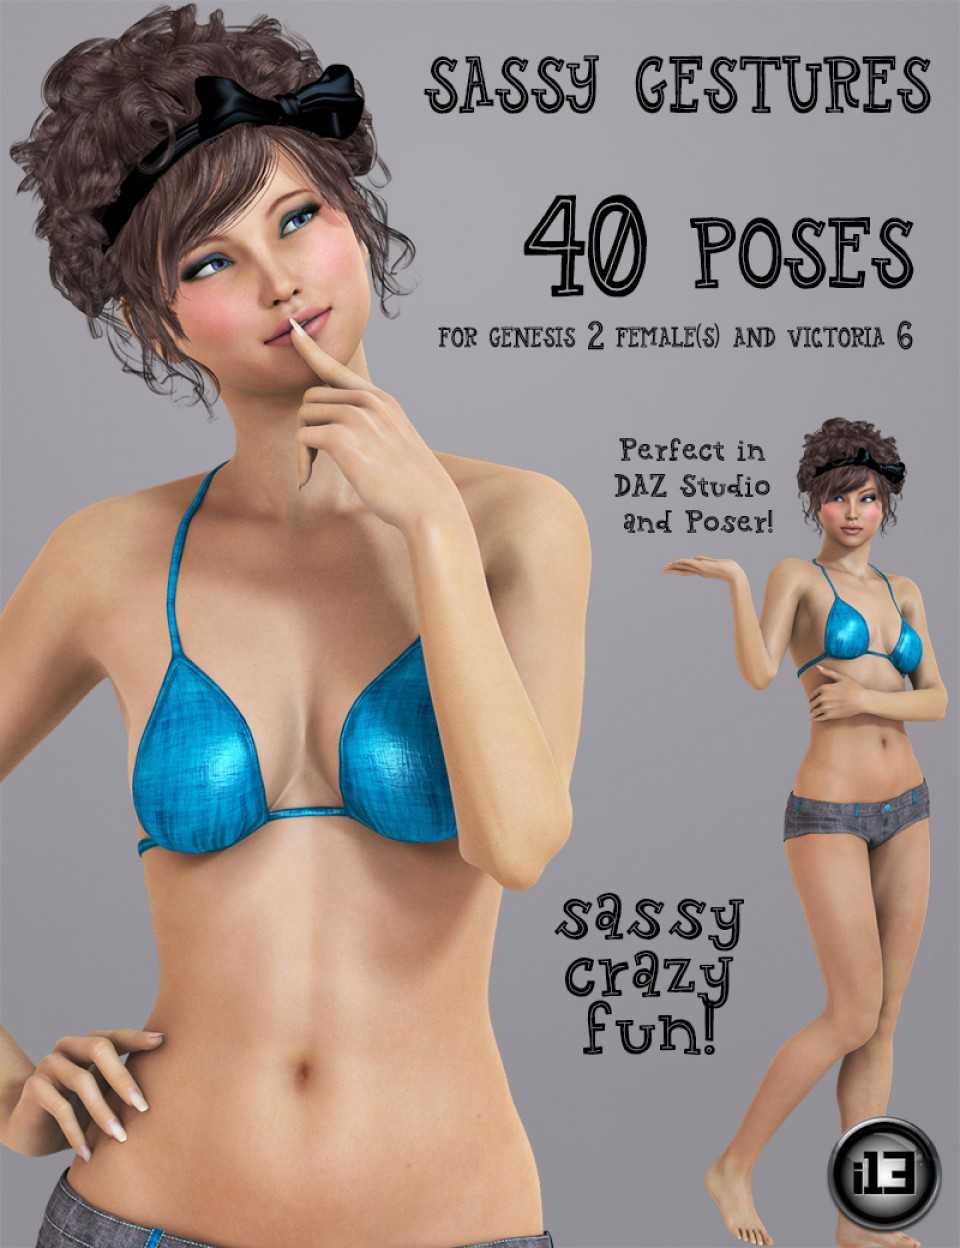 SASSY GESTURES
40 POSES
FOR GENESIS 2 FEMALE(S) AND VICTORIA 6
Perfect in
DAZ Studio
and Poser!
sassy
crazy
fun!
i13